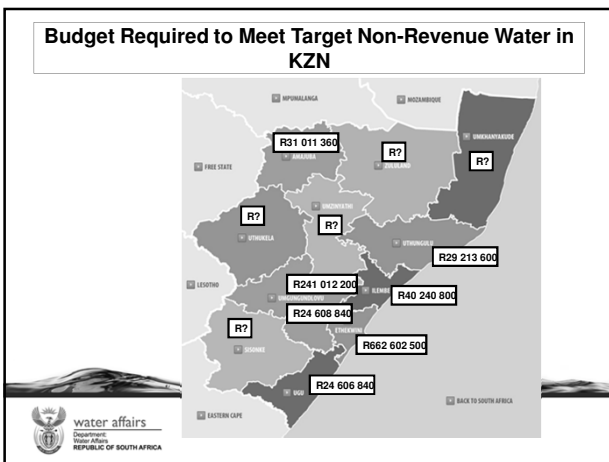 Budget Required to Meet Target Non-Revenue Water in
KZN
MPUMALANGA
MOZAMBIQUE
UMKHANYAKUDE
R31 011 360
AMAJUBA
R?
ZULULAND
R?
FREE STATE
UMZINYATHI
R?
R?
UTHUKELA
UTHUNGULU
R29 213 600
LESOTHO
R241 012 200
ILEMBE
R40 240 800
UMGUNGUNDLOVU
R24 608 840
R?
ETHEKWINI
SISONKE
R662 602 500
R24 606 840
UGU
BACK TO SOUTH AFRICA
EASTERN CAPE
water affairs
Department:
Water Affairs
REPUBLIC OF SOUTH AFRICA